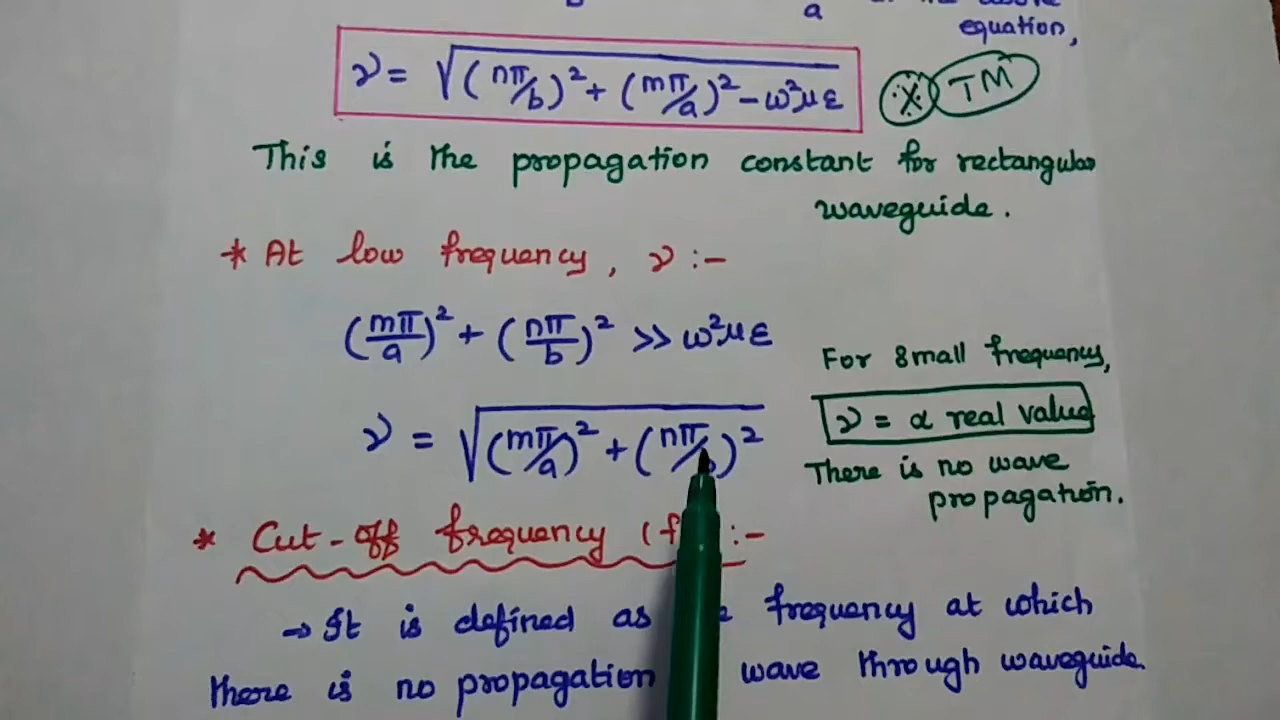 a
equation,
γ = √(nπ/b)² + (mπ/a)² − ω²με
※ TM
This is the propagation constant for rectangular
waveguide.
* At low frequency, γ :-
(mπ/a)² + (nπ/b)² >> ω²με
For small frequency,
γ = √(mπ/a)² + (nπ/b)²
γ = α real value
There is no wave
propagation.
* Cut-off frequency (f :-
→ It is defined as frequency at which
there is no propagation wave through waveguide.